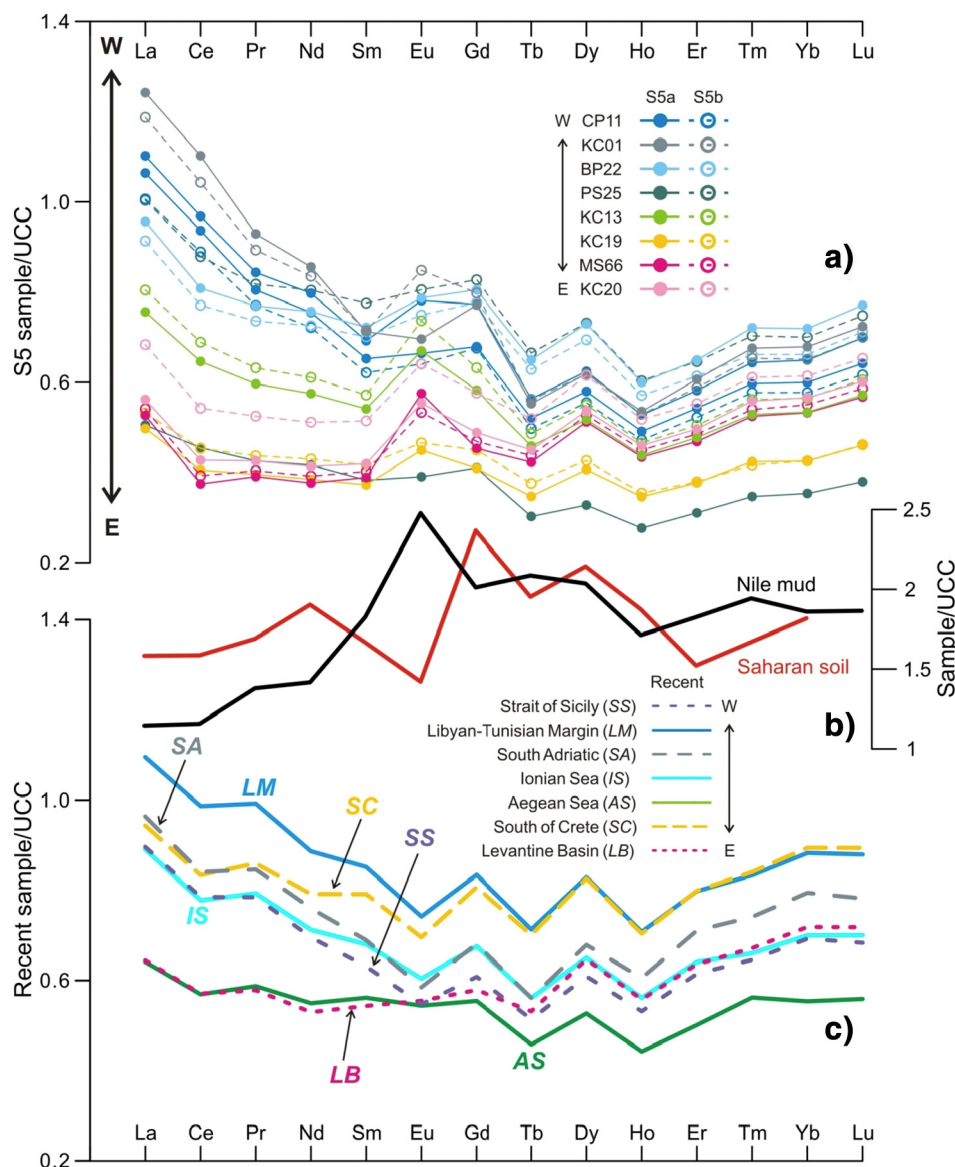 1.4
W
La Ce Pr Nd Sm Eu Gd Tb Dy Ho Er Tm Yb Lu
S5a S5b
W CP11
KC01
BP22
PS25
KC13
KC19
MS66
E KC20
a)
1.0
S5 sample/UCC
0.6
E
0.2
2.5
2
1.5
1
Sample/UCC
Nile mud
Saharan soil
b)
1.4
Recent
Strait of Sicily (SS) W
Libyan-Tunisian Margin (LM)
South Adriatic (SA)
Ionian Sea (IS)
Aegean Sea (AS)
South of Crete (SC)
Levantine Basin (LB) E
SA
LM
SC
SS
IS
LB
AS
1.0
Recent sample/UCC
0.6
c)
La Ce Pr Nd Sm Eu Gd Tb Dy Ho Er Tm Yb Lu
0.2